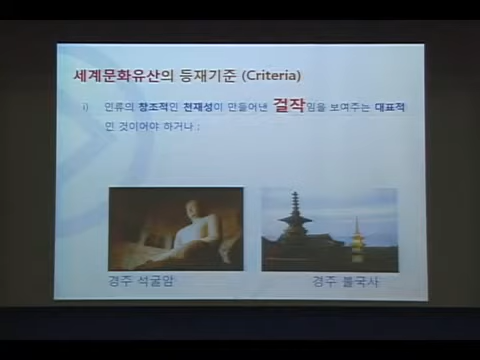 세계문화유산의 등재기준 (Criteria)
i) 인류의 창조적인 천재성이 만들어낸 걸작임을 보여주는 대표적
인 것이어야 하거나 ;
경주 석굴암
경주 불국사